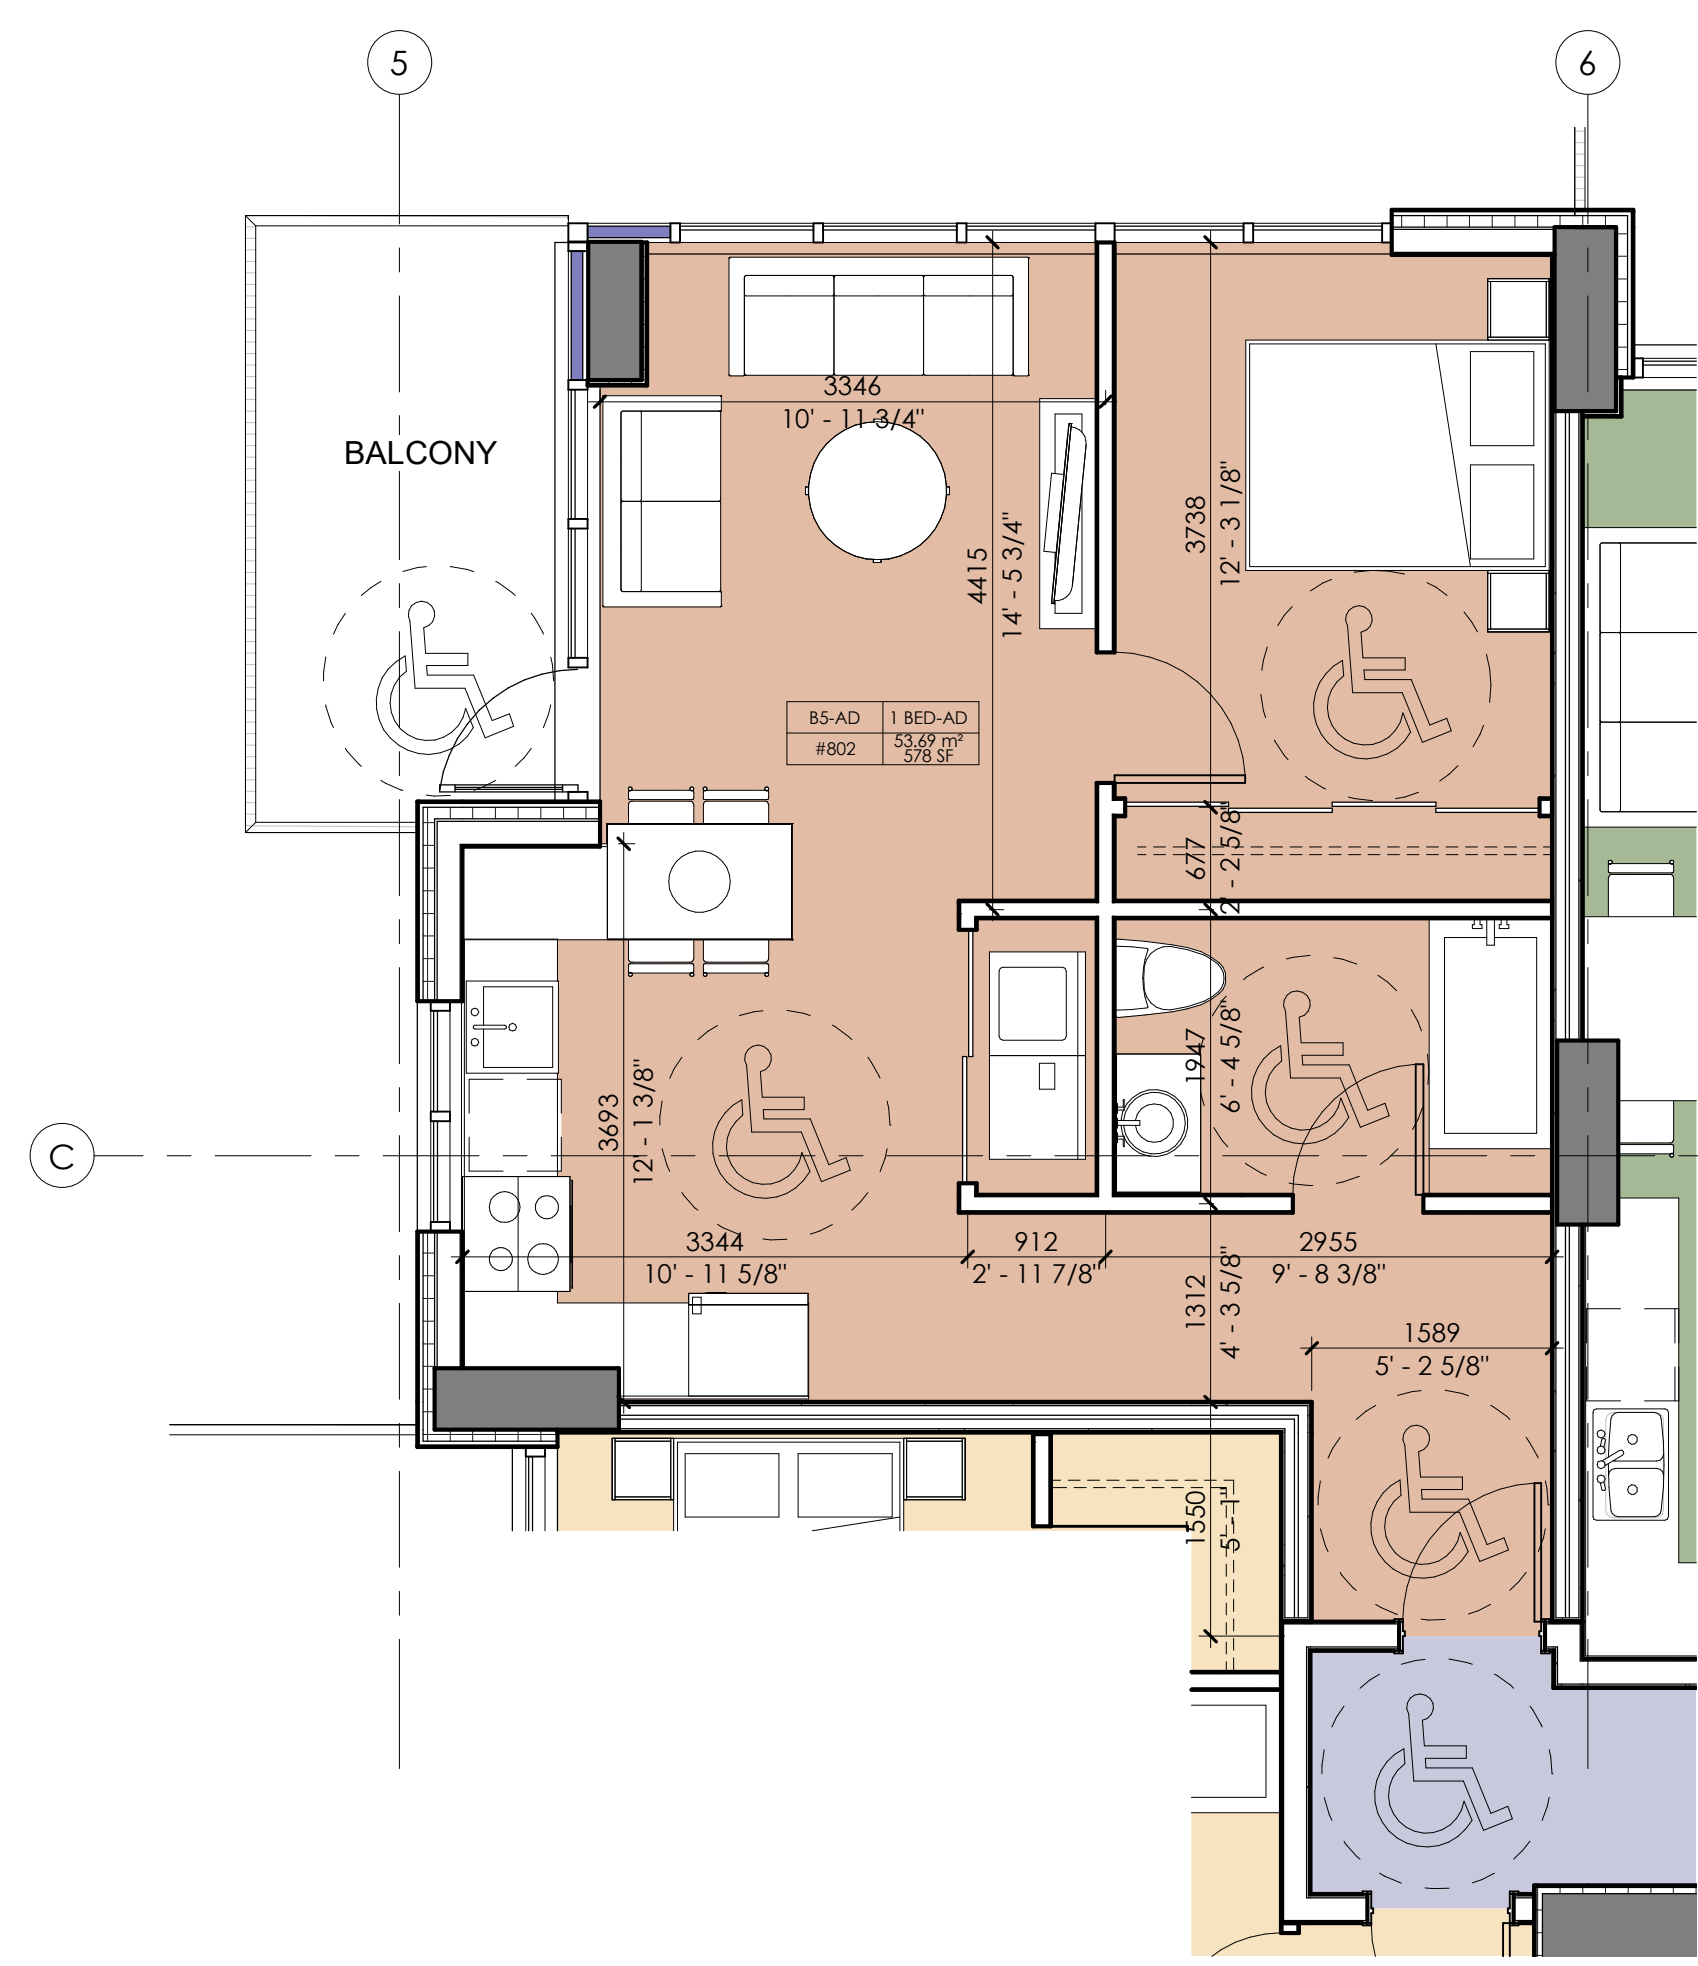 5
6
BALCONY
3346
10' - 11 3/4"
4415
14' - 5 3/4"
3738
12' - 3 1/8"
B5-AD
1 BED-AD
#802
53.69 m²
578 SF
677
2' - 2 5/8"
1947
6' - 4 5/8"
3693
12' - 1 3/8"
C
3344
10' - 11 5/8"
912
2' - 11 7/8"
2955
9' - 8 3/8"
1312
4' - 3 5/8"
1589
5' - 2 5/8"
1550
5' - 1"